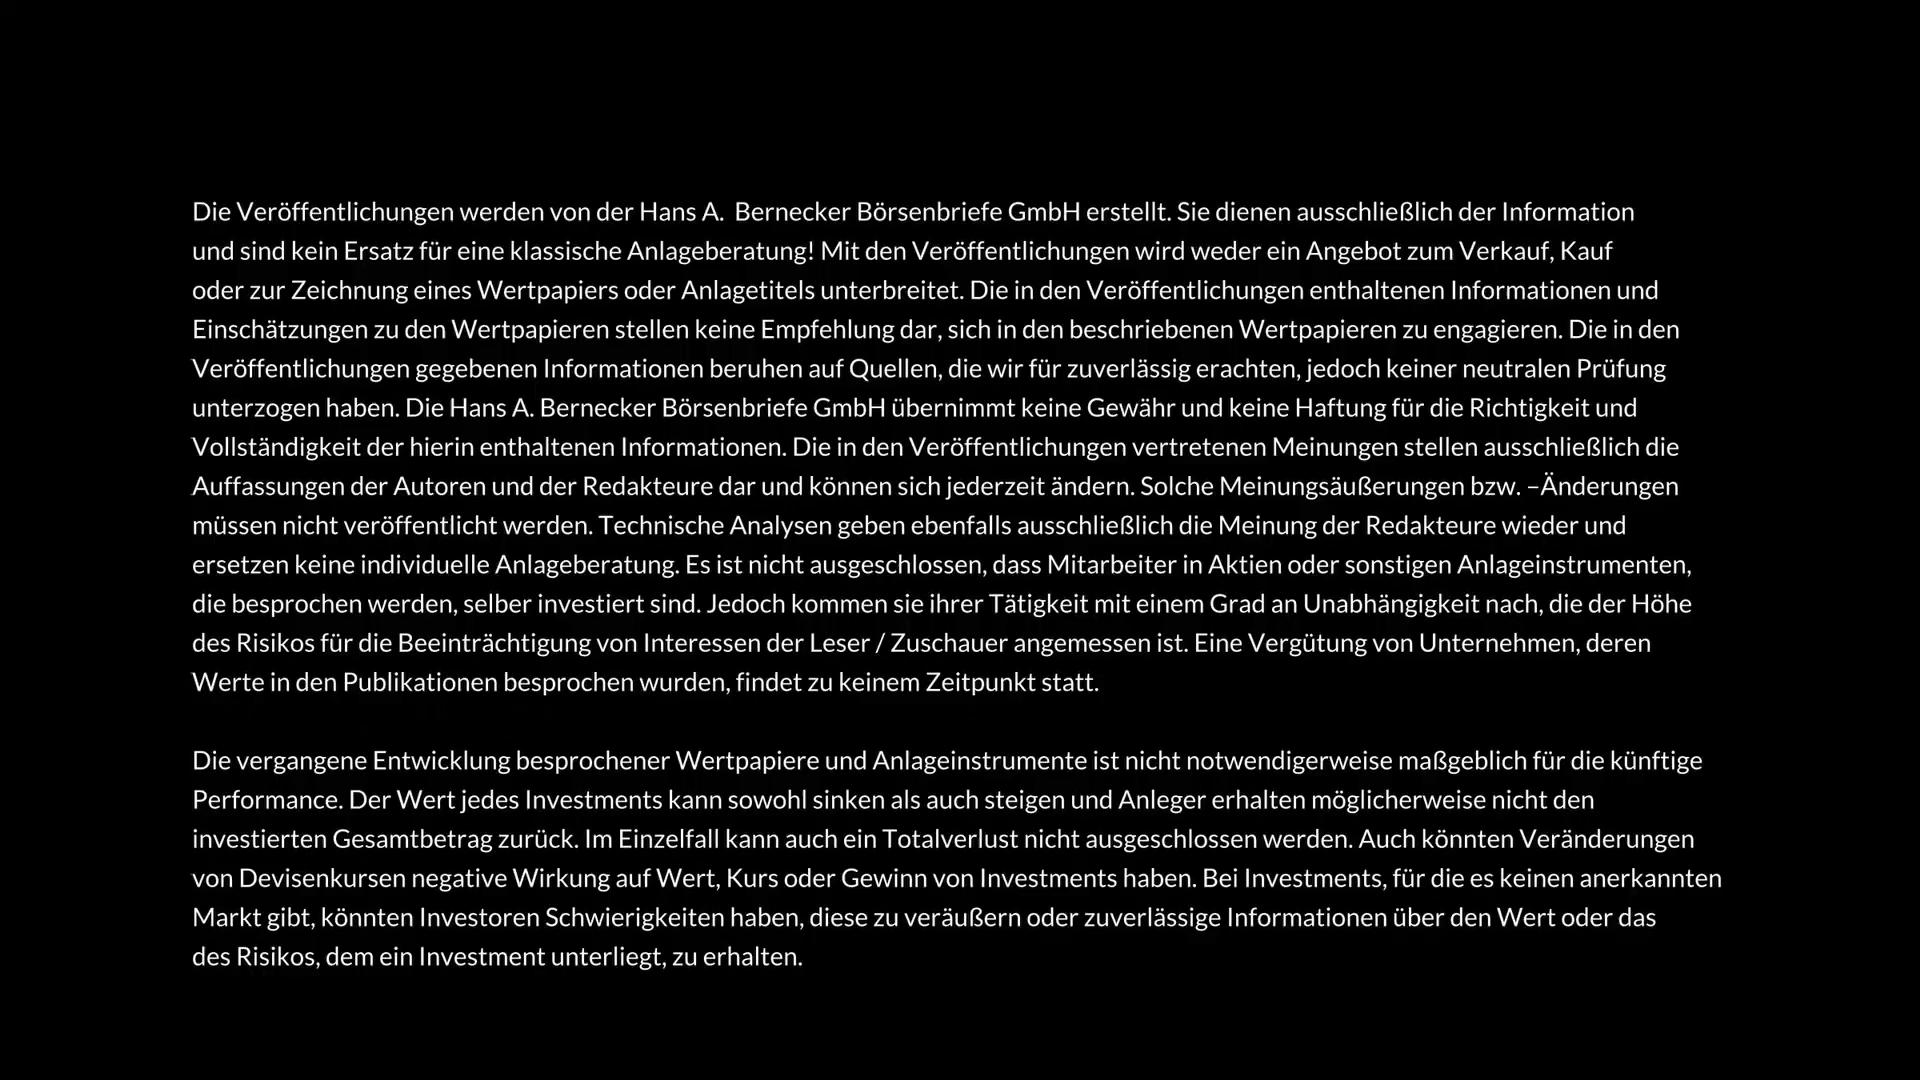 Die Veröffentlichungen werden von der Hans A.  Bernecker Börsenbriefe GmbH erstellt. Sie dienen ausschließlich der Information
und sind kein Ersatz für eine klassische Anlageberatung! Mit den Veröffentlichungen wird weder ein Angebot zum Verkauf, Kauf
oder zur Zeichnung eines Wertpapiers oder Anlagetitels unterbreitet. Die in den Veröffentlichungen enthaltenen Informationen und
Einschätzungen zu den Wertpapieren stellen keine Empfehlung dar, sich in den beschriebenen Wertpapieren zu engagieren. Die in den
Veröffentlichungen gegebenen Informationen beruhen auf Quellen, die wir für zuverlässig erachten, jedoch keiner neutralen Prüfung
unterzogen haben. Die Hans A. Bernecker Börsenbriefe GmbH übernimmt keine Gewähr und keine Haftung für die Richtigkeit und
Vollständigkeit der hierin enthaltenen Informationen. Die in den Veröffentlichungen vertretenen Meinungen stellen ausschließlich die
Auffassungen der Autoren und der Redakteure dar und können sich jederzeit ändern. Solche Meinungsäußerungen bzw. –Änderungen
müssen nicht veröffentlicht werden. Technische Analysen geben ebenfalls ausschließlich die Meinung der Redakteure wieder und
ersetzen keine individuelle Anlageberatung. Es ist nicht ausgeschlossen, dass Mitarbeiter in Aktien oder sonstigen Anlageinstrumenten,
die besprochen werden, selber investiert sind. Jedoch kommen sie ihrer Tätigkeit mit einem Grad an Unabhängigkeit nach, die der Höhe
des Risikos für die Beeinträchtigung von Interessen der Leser / Zuschauer angemessen ist. Eine Vergütung von Unternehmen, deren
Werte in den Publikationen besprochen wurden, findet zu keinem Zeitpunkt statt.
Die vergangene Entwicklung besprochener Wertpapiere und Anlageinstrumente ist nicht notwendigerweise maßgeblich für die künftige
Performance. Der Wert jedes Investments kann sowohl sinken als auch steigen und Anleger erhalten möglicherweise nicht den
investierten Gesamtbetrag zurück. Im Einzelfall kann auch ein Totalverlust nicht ausgeschlossen werden. Auch könnten Veränderungen
von Devisenkursen negative Wirkung auf Wert, Kurs oder Gewinn von Investments haben. Bei Investments, für die es keinen anerkannten
Markt gibt, könnten Investoren Schwierigkeiten haben, diese zu veräußern oder zuverlässige Informationen über den Wert oder das
des Risikos, dem ein Investment unterliegt, zu erhalten.